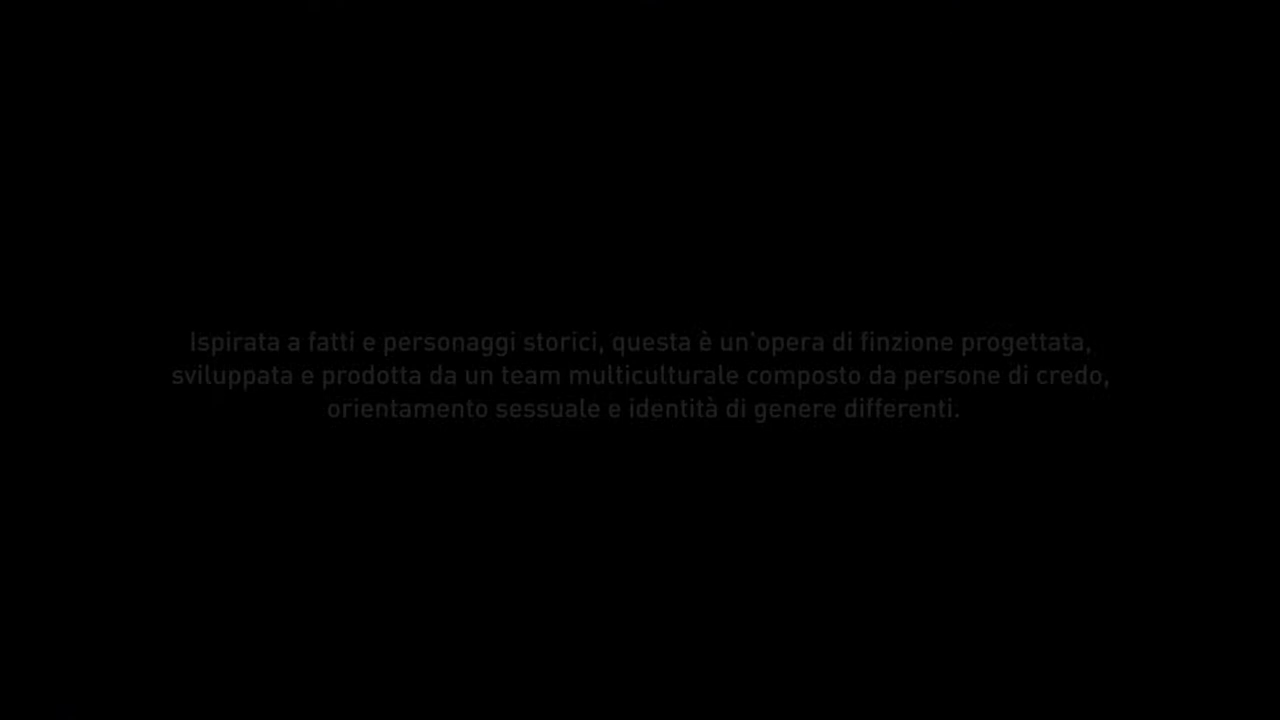 Ispirata a fatti e personaggi storici, questa è un'opera di finzione progettata,
sviluppata e prodotta da un team multiculturale composto da persone di credo,
orientamento sessuale e identità di genere differenti.